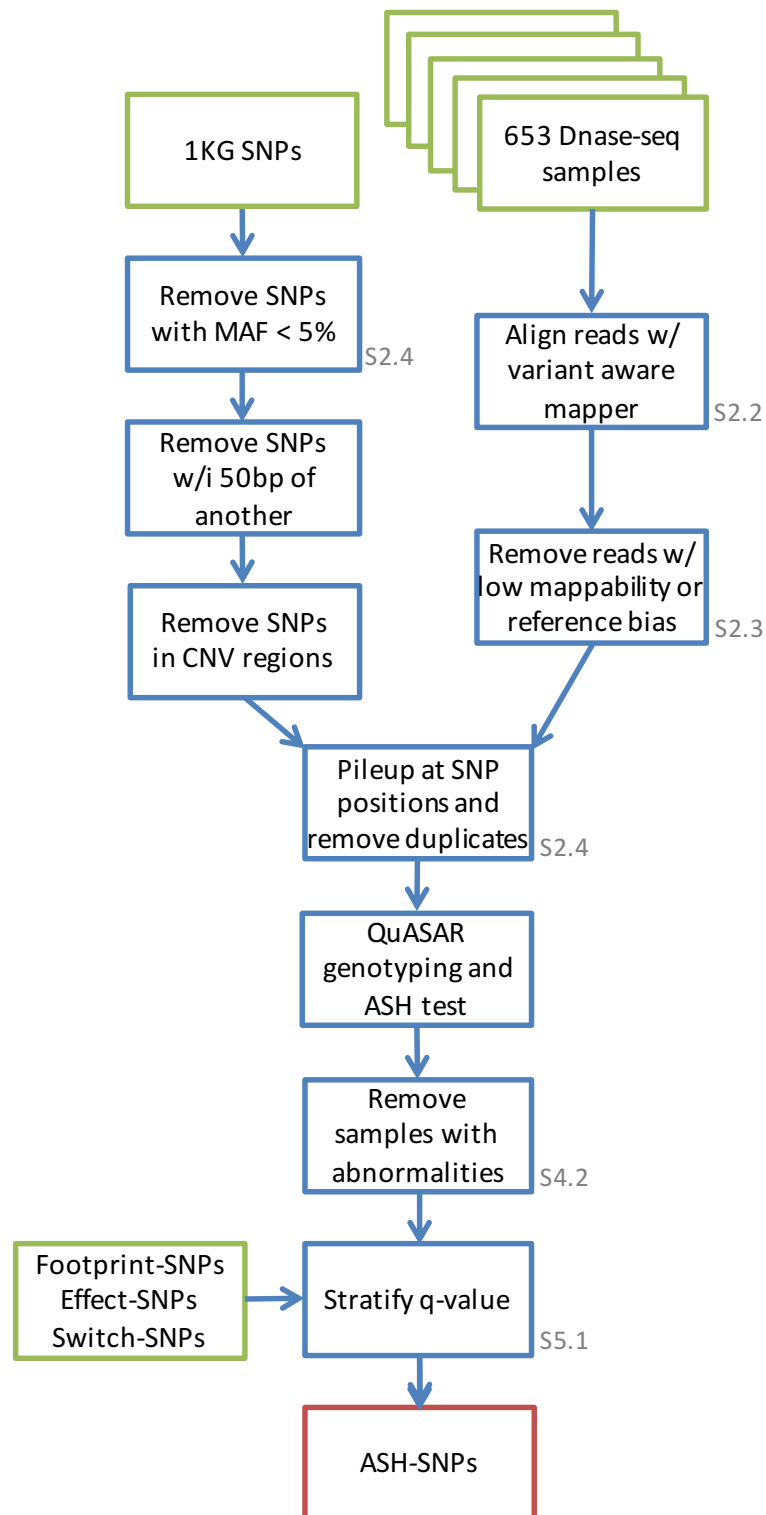 1KG SNPs
653 Dnase-seq
samples
Remove SNPs
with MAF < 5%
S2.4
Align reads w/
variant aware
mapper
S2.2
Remove SNPs
w/i 50bp of
another
Remove reads w/
low mappability or
reference bias
S2.3
Remove SNPs
in CNV regions
Pileup at SNP
positions and
remove duplicates
S2.4
QuASAR
genotyping and
ASH test
Remove
samples with
abnormalities
S4.2
Footprint-SNPs
Effect-SNPs
Switch-SNPs
Stratify q-value
S5.1
ASH-SNPs